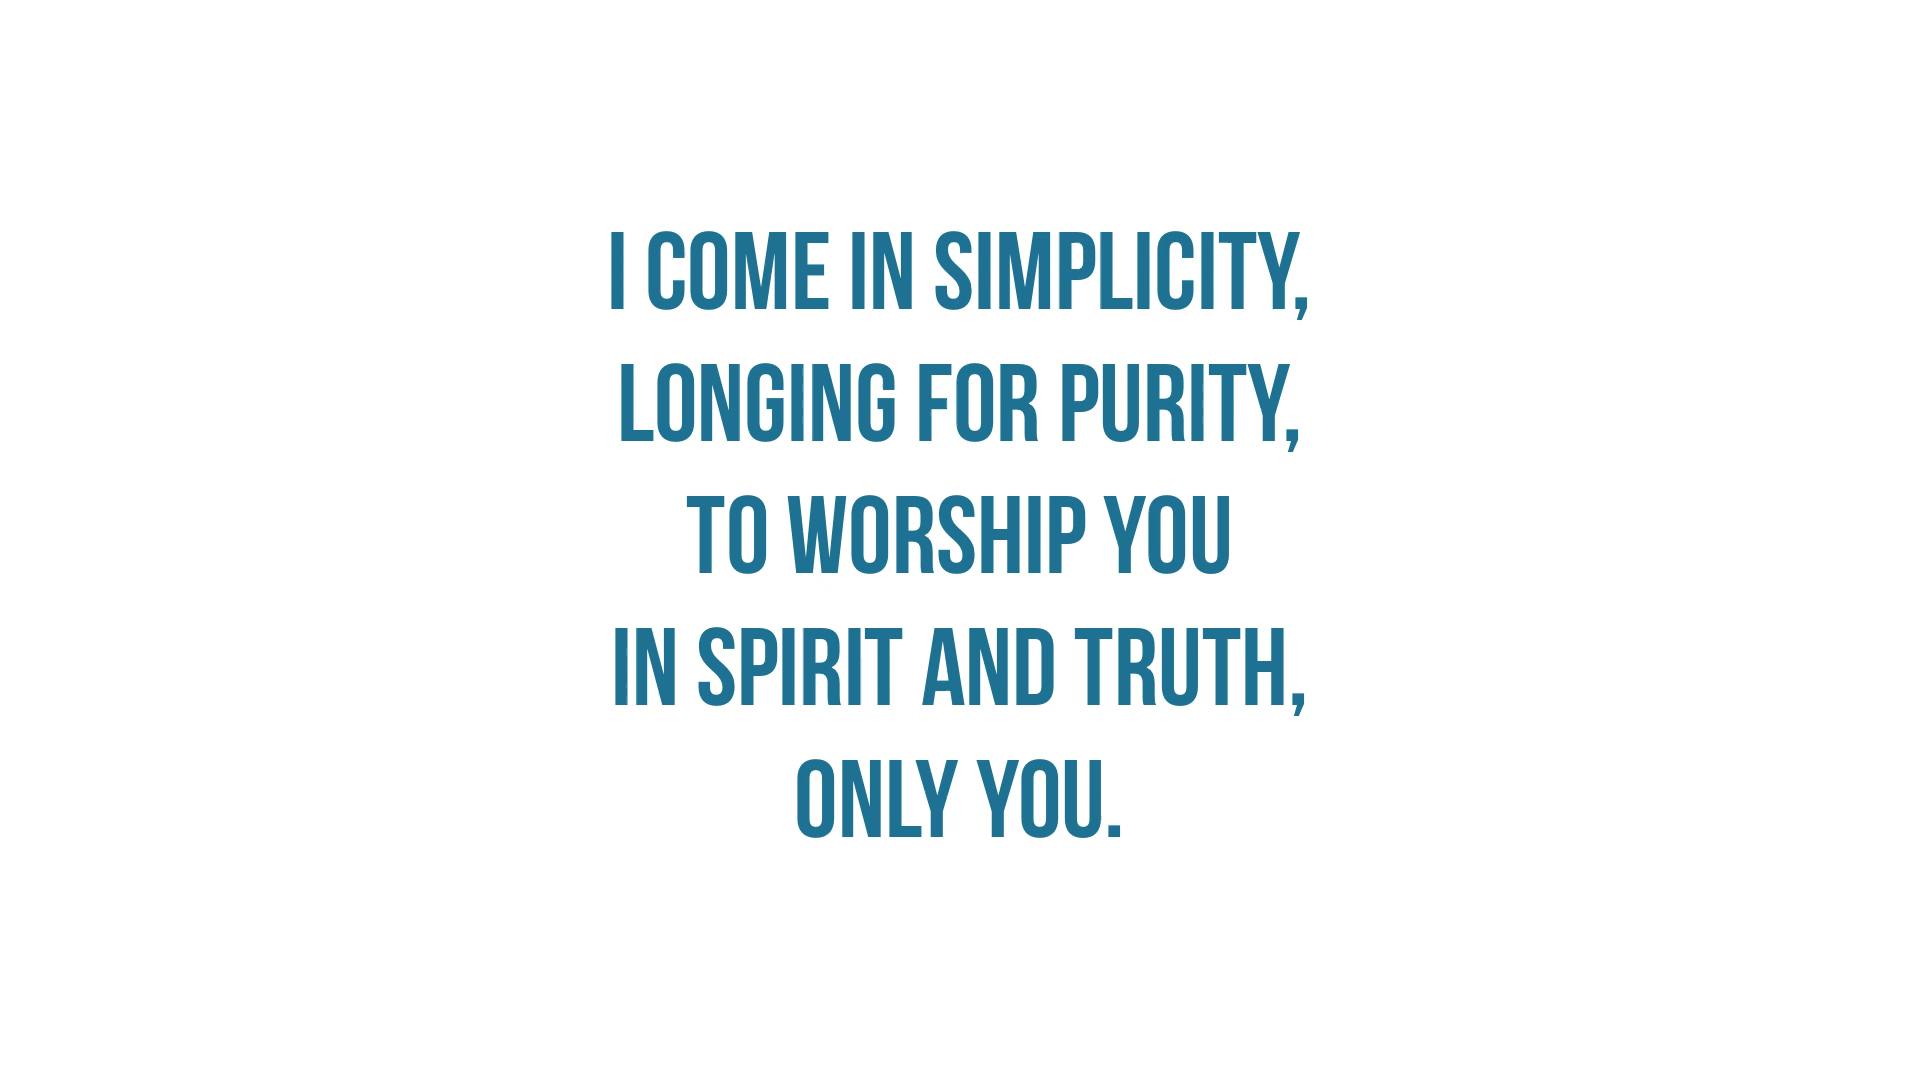 I COME IN SIMPLICITY,
LONGING FOR PURITY,
TO WORSHIP YOU
IN SPIRIT AND TRUTH,
ONLY YOU.